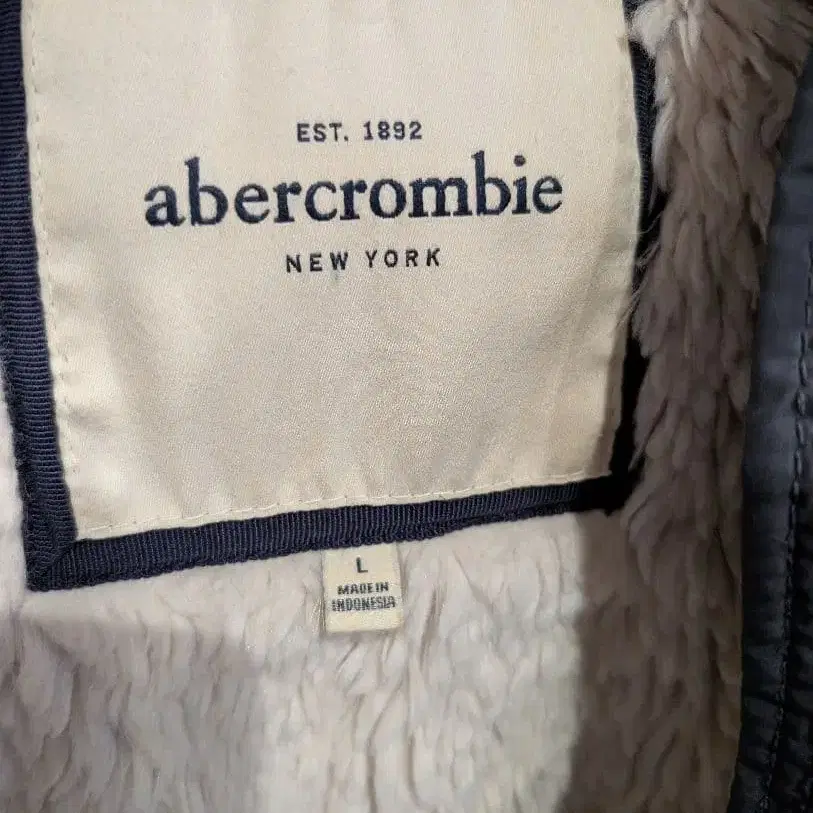 EST. 1892
abercrombie
NEW YORK
L
MADE IN
INDONESIA